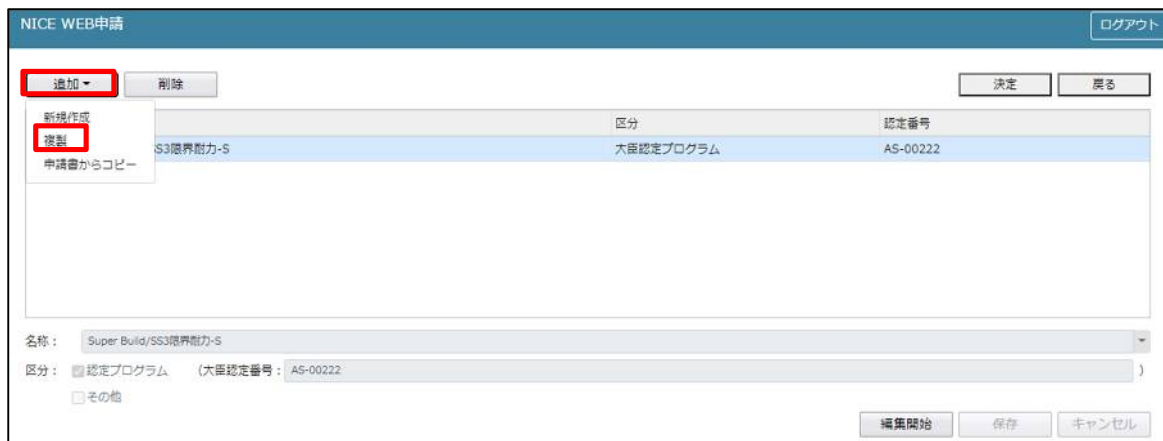 NICE WEB申請 ログアウト
追加 削除 決定 戻る
新規作成 区分 認定番号
複製 S3限界耐力-S 大臣認定プログラム AS-00222
申請書からコピー
名称： Super Build/SS3限界耐力-S
区分： 認定プログラム （大臣認定番号： AS-00222 ）
その他
編集開始 保存 キャンセル